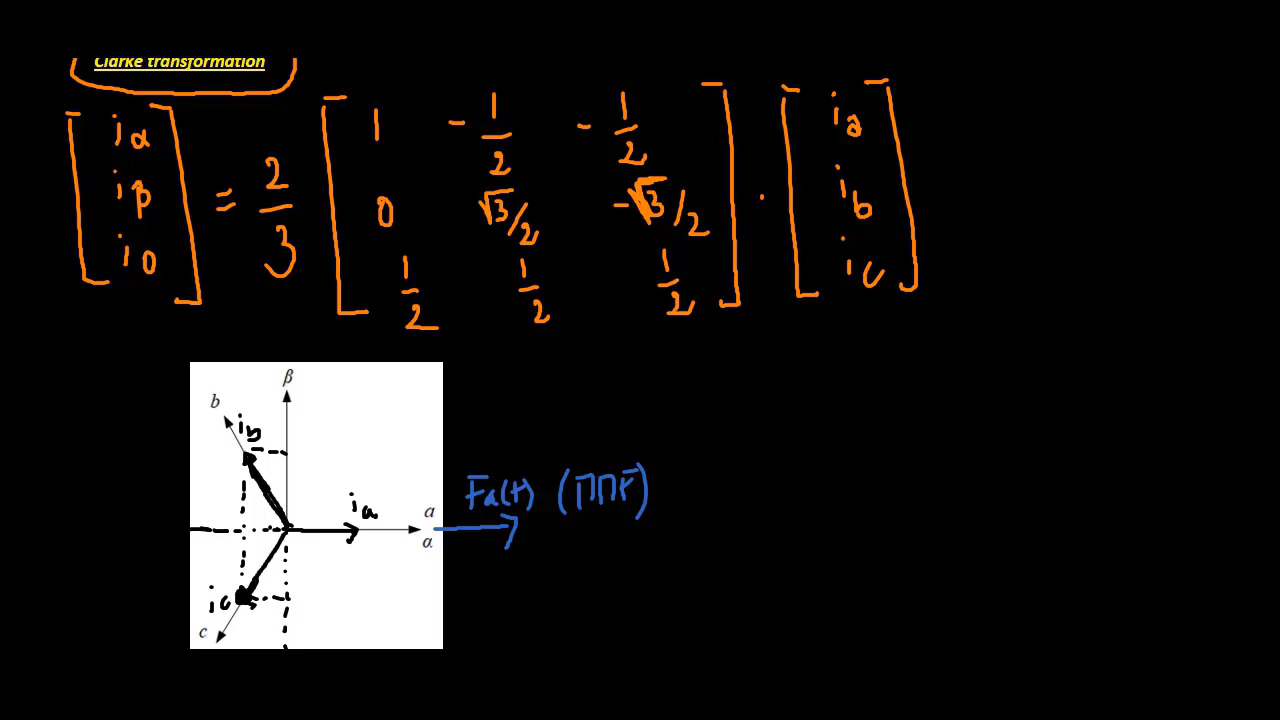 Clarke transformation
[iα iβ i0] = 2/3 [1 -1/2 -1/2
0 √3/2 -√3/2
1/2 1/2 1/2] . [ia ib ic]
β
b
ib
ia
a
α
Fa(t)
ic
c